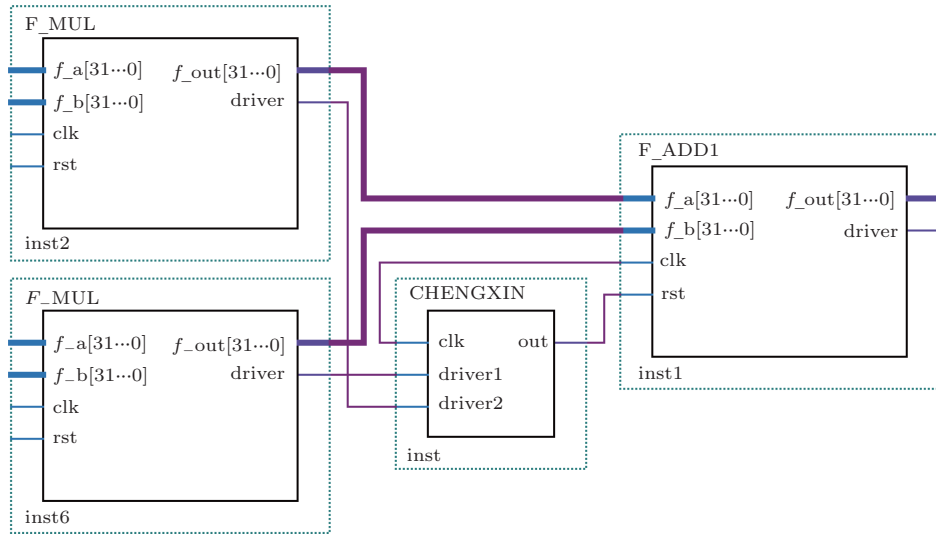 F_MUL
f_a[31···0] f_out[31···0]
f_b[31···0] driver
clk
rst
inst2
F_MUL
f_a[31···0] f_out[31···0]
f_b[31···0] driver
clk
rst
inst6
CHENGXIN
clk out
driver1
driver2
inst
F_ADD1
f_a[31···0] f_out[31···0]
f_b[31···0] driver
clk
rst
inst1